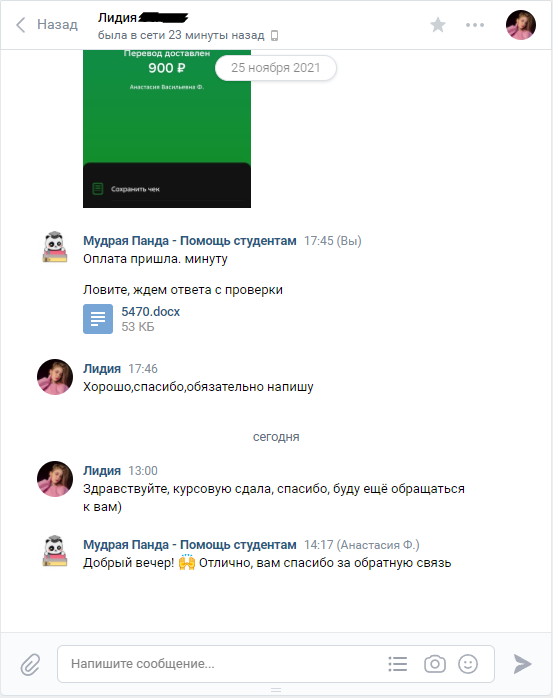 Назад
Лидия
была в сети 23 минуты назад
Перевод доставлен
900 ₽
25 ноября 2021
Анастасия Васильевна Ф.
Сохранить чек
Мудрая Панда - Помощь студентам 17:45 (Вы)
Оплата пришла. минуту
Ловите, ждем ответа с проверки
5470.docx
53 КБ
Лидия 17:46
Хорошо,спасибо,обязательно напишу
сегодня
Лидия 13:00
Здравствуйте, курсовую сдала, спасибо, буду ещё обращаться
к вам)
Мудрая Панда - Помощь студентам 14:17 (Анастасия Ф.)
Добрый вечер! 🙌 Отлично, вам спасибо за обратную связь
Напишите сообщение...